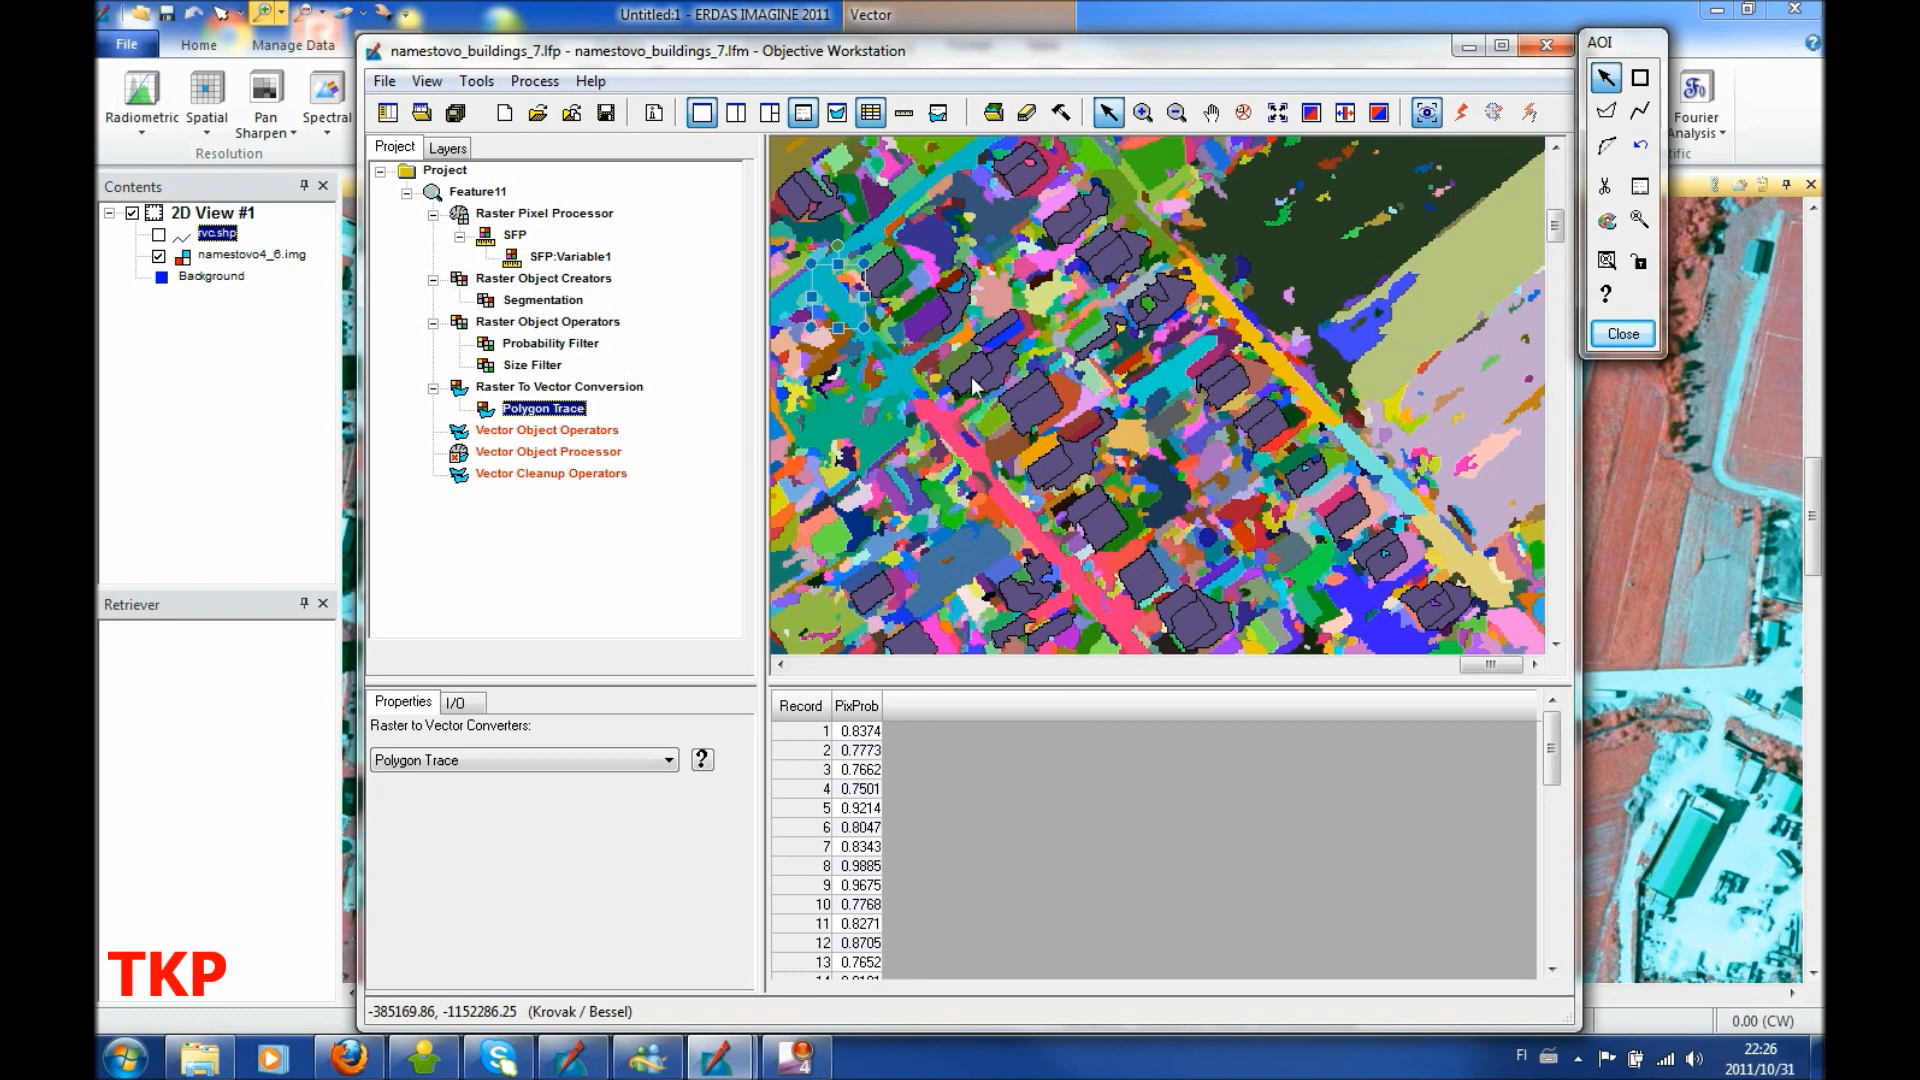 Untitled:1 - ERDAS IMAGINE 2011
Vector
File
Home
Manage Data
Radiometric
Spatial
Pan
Sharpen
Spectral
Resolution
Contents
2D View #1
rvc.shp
namestovo4_6.img
Background
Retriever
TKP
namestovo_buildings_7.lfp - namestovo_buildings_7.lfm - Objective Workstation
File
View
Tools
Process
Help
Project
Layers
Project
Feature11
Raster Pixel Processor
SFP
SFP:Variable1
Raster Object Creators
Segmentation
Raster Object Operators
Probability Filter
Size Filter
Raster To Vector Conversion
Polygon Trace
Vector Object Operators
Vector Object Processor
Vector Cleanup Operators
Properties
I/O
Raster to Vector Converters:
Polygon Trace
?
Record PixProb
1 0.8374
2 0.7773
3 0.7662
4 0.7501
5 0.9214
6 0.8047
7 0.8343
8 0.9885
9 0.9675
10 0.7768
11 0.8271
12 0.8705
13 0.7652
-385169.86, -1152286.25 (Krovak / Bessel)
AOI
?
Close
Fourier
Analysis
tific
0.00 (CW)
FI
22:26
2011/10/31